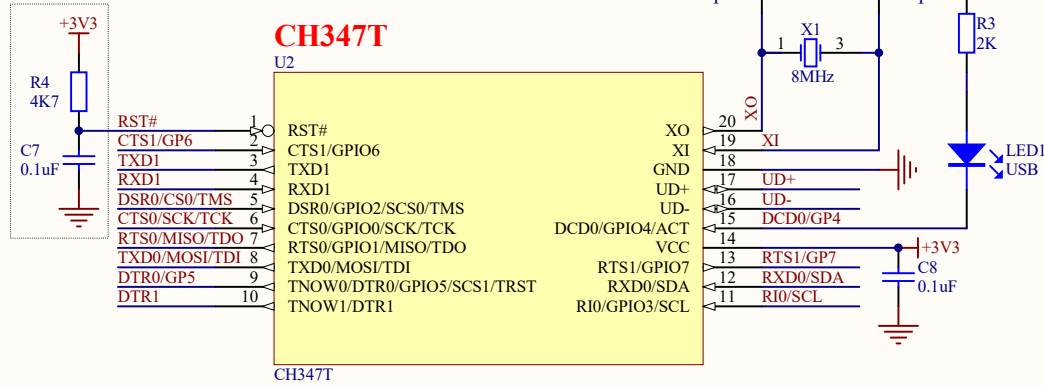 +3V3
R4
4K7
C7
0.1uF
CH347T
U2
X1
1
3
8MHz
R3
2K
XO
LED1
USB
RST# 1 RST#
CTS1/GP6 2 CTS1/GPIO6
TXD1 3 TXD1
RXD1 4 RXD1
DSR0/CS0/TMS 5 DSR0/GPIO2/SCS0/TMS
CTS0/SCK/TCK 6 CTS0/GPIO0/SCK/TCK
RTS0/MISO/TDO 7 RTS0/GPIO1/MISO/TDO
TXD0/MOSI/TDI 8 TXD0/MOSI/TDI
DTR0/GP5 9 TNOW0/DTR0/GPIO5/SCS1/TRST
DTR1 10 TNOW1/DTR1
XO 20
XI 19 XI
GND 18
UD+ 17 UD+
UD- 16 UD-
DCD0/GPIO4/ACT 15 DCD0/GP4
VCC 14 +3V3
RTS1/GPIO7 13 RTS1/GP7
RXD0/SDA 12 RXD0/SDA
RI0/GPIO3/SCL 11 RI0/SCL
C8
0.1uF
CH347T